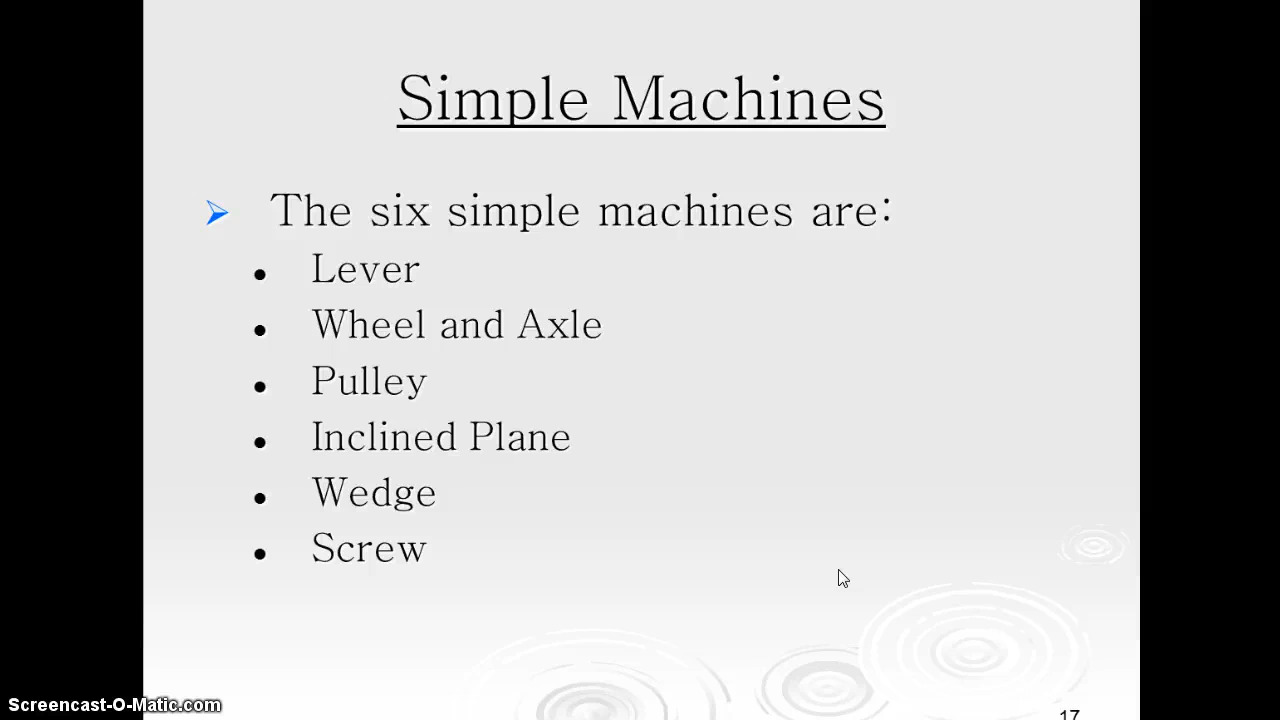 Simple Machines
The six simple machines are:
Lever
Wheel and Axle
Pulley
Inclined Plane
Wedge
Screw
17
Screencast-O-Matic.com